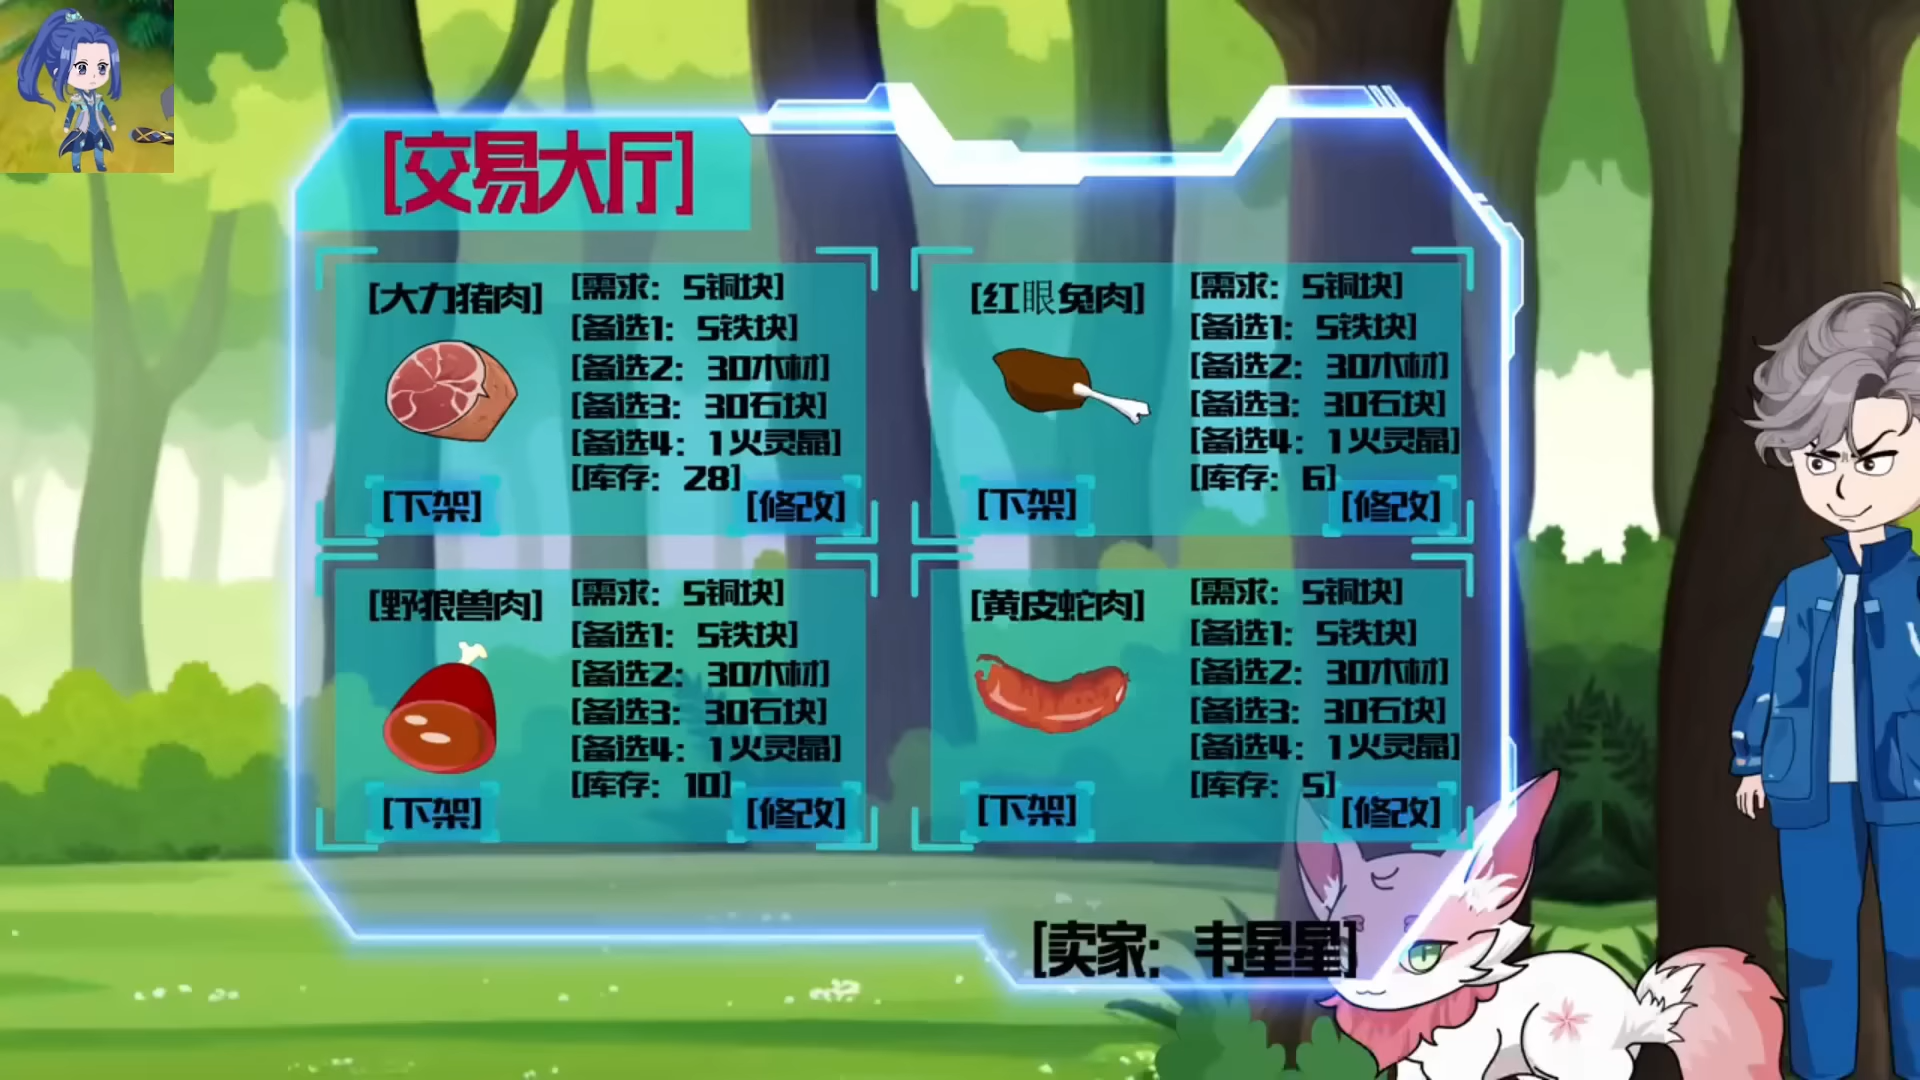 [交易大厅]
[大力猪肉]
[需求：5铜块]
[备选1：5铁块]
[备选2：30木材]
[备选3：30石块]
[备选4：1火灵晶]
[库存：28]
[下架]
[修改]
[红眼兔肉]
[需求：5铜块]
[备选1：5铁块]
[备选2：30木材]
[备选3：30石块]
[备选4：1火灵晶]
[库存：6]
[下架]
[修改]
[野狼兽肉]
[需求：5铜块]
[备选1：5铁块]
[备选2：30木材]
[备选3：30石块]
[备选4：1火灵晶]
[库存：10]
[下架]
[修改]
[黄皮蛇肉]
[需求：5铜块]
[备选1：5铁块]
[备选2：30木材]
[备选3：30石块]
[备选4：1火灵晶]
[库存：5]
[下架]
[修改]
[卖家：韦星星]